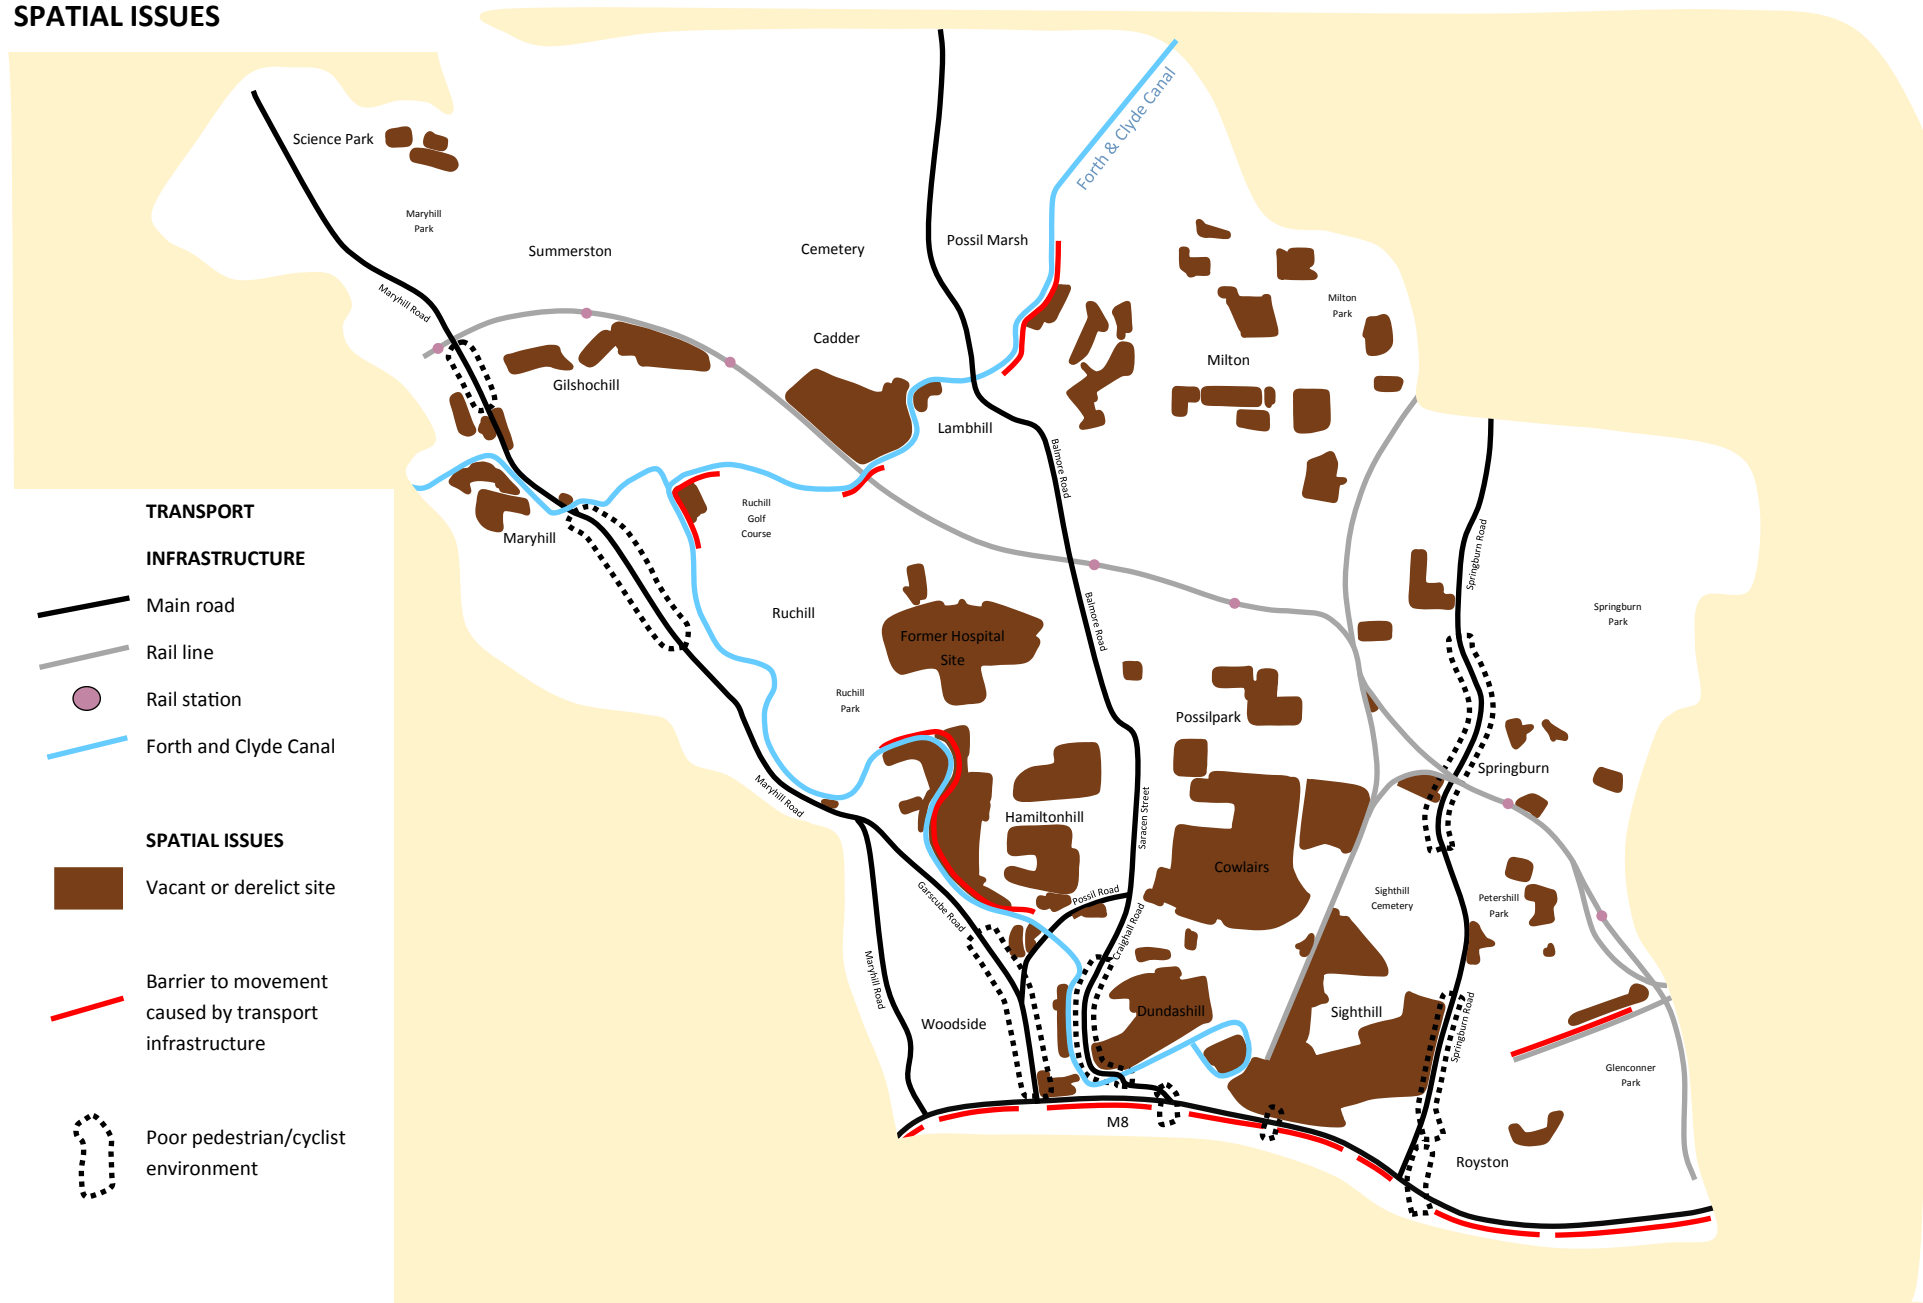 SPATIAL ISSUES
Science Park
Maryhill
Park
Summerston
Cemetery
Possil Marsh
Forth & Clyde Canal
Maryhill Road
Milton
Park
Cadder
Milton
Gilshochill
Lambhill
Balmore Road
Ruchill
Golf
Course
Maryhill
Springburn Road
TRANSPORT
INFRASTRUCTURE
Main road
Rail line
Rail station
Forth and Clyde Canal
SPATIAL ISSUES
Vacant or derelict site
Barrier to movement
caused by transport
infrastructure
Poor pedestrian/cyclist
environment
Ruchill
Balmore Road
Springburn
Park
Former Hospital
Site
Ruchill
Park
Possilpark
Springburn
Maryhill Road
Saracen Street
Hamiltonhill
Cowlairs
Garscube Road
Possil Road
Sighthill
Cemetery
Petershill
Park
Craighall Road
Maryhill Road
Woodside
Dundashill
Sighthill
Springburn Road
Glenconner
Park
M8
Royston